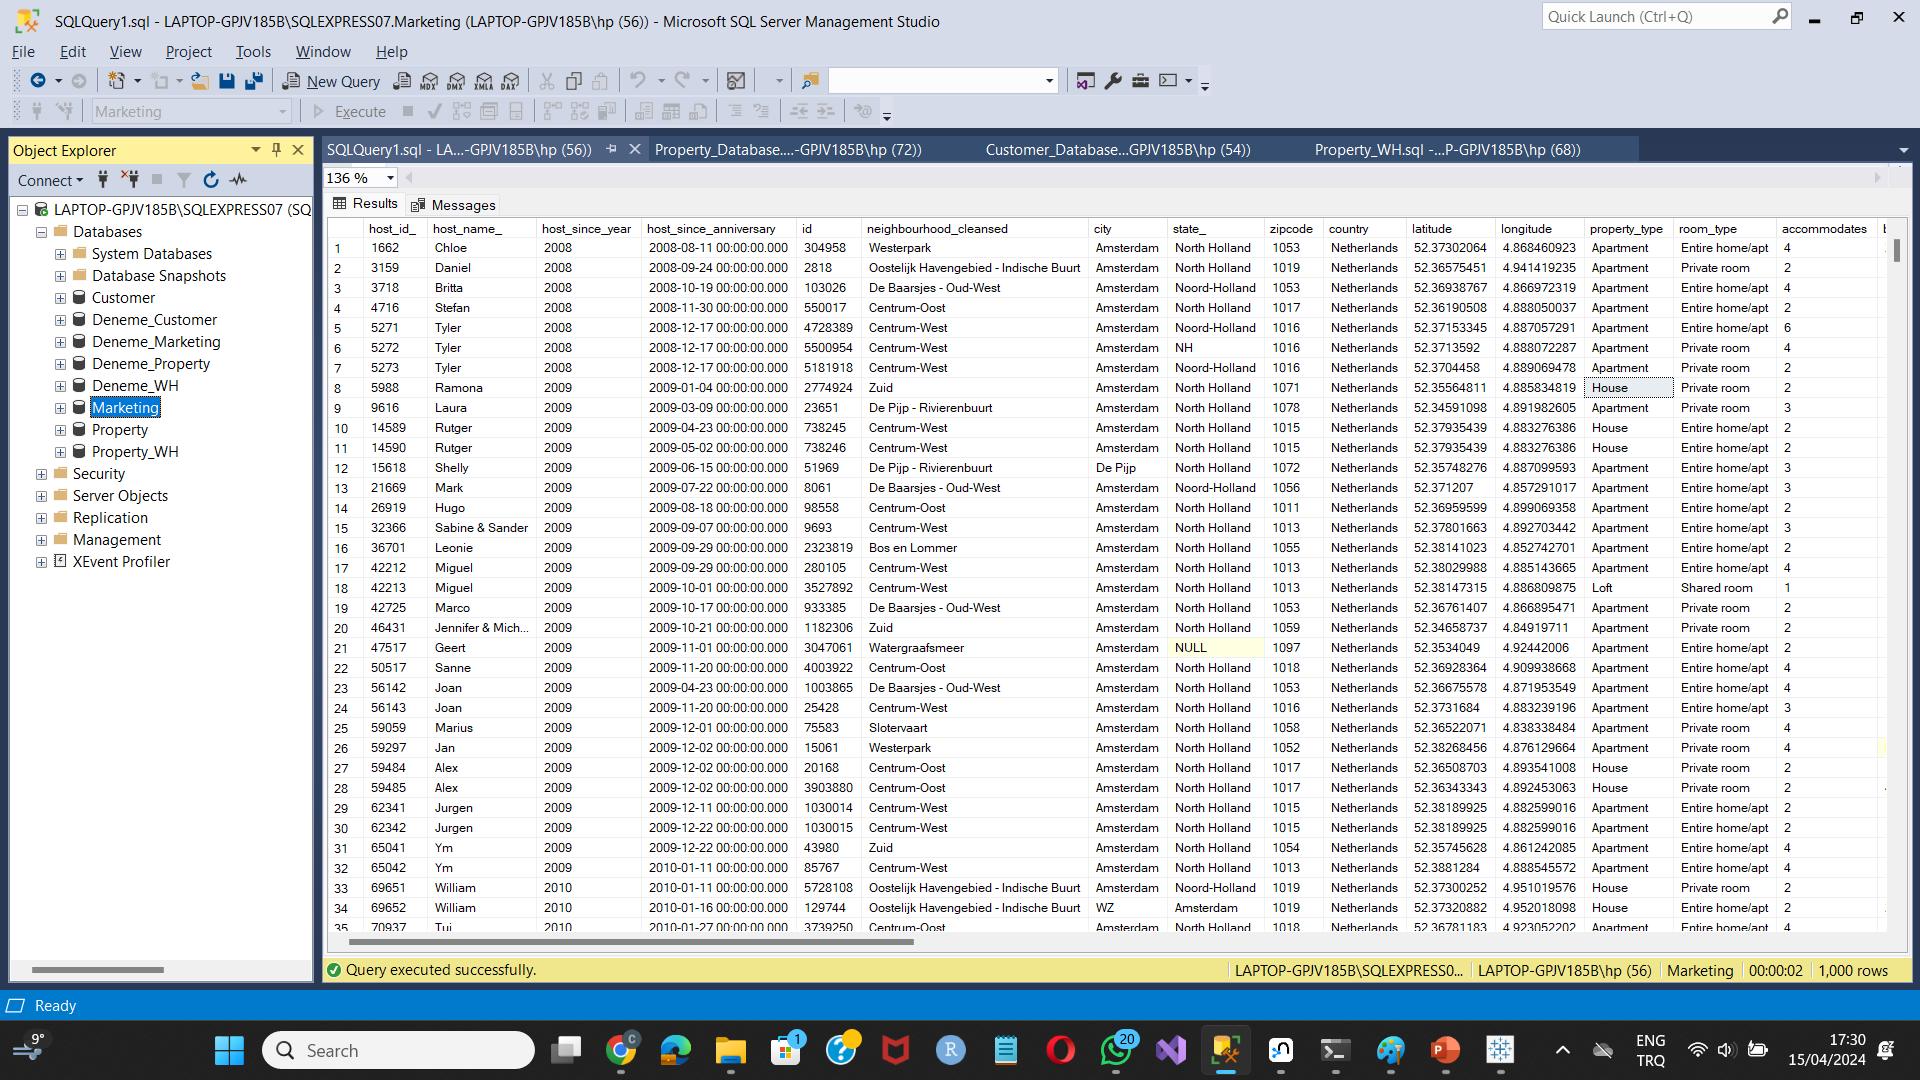 SQLQuery1.sql - LAPTOP-GPJV185B\SQLEXPRESS07.Marketing (LAPTOP-GPJV185B\hp (56)) - Microsoft SQL Server Management Studio
Quick Launch (Ctrl+Q)
File Edit View Project Tools Window Help
New Query MDX DMX XMLA DAX
Marketing Execute
Object Explorer
Connect
LAPTOP-GPJV185B\SQLEXPRESS07 (SQ
Databases
System Databases
Database Snapshots
Customer
Deneme_Customer
Deneme_Marketing
Deneme_Property
Deneme_WH
Marketing
Property
Property_WH
Security
Server Objects
Replication
Management
XEvent Profiler
SQLQuery1.sql - LA...-GPJV185B\hp (56)) Property_Database....-GPJV185B\hp (72)) Customer_Database...GPJV185B\hp (54)) Property_WH.sql -...P-GPJV185B\hp (68))
136 %
Results Messages
host_id_ host_name_ host_since_year host_since_anniversary id neighbourhood_cleansed city state_ zipcode country latitude longitude property_type room_type accommodates
1 1662 Chloe 2008 2008-08-11 00:00:00.000 304958 Westerpark Amsterdam North Holland 1053 Netherlands 52.37302064 4.868460923 Apartment Entire home/apt 4
2 3159 Daniel 2008 2008-09-24 00:00:00.000 2818 Oostelijk Havengebied - Indische Buurt Amsterdam North Holland 1019 Netherlands 52.36575451 4.941419235 Apartment Private room 2
3 3718 Britta 2008 2008-10-19 00:00:00.000 103026 De Baarsjes - Oud-West Amsterdam Noord-Holland 1053 Netherlands 52.36938767 4.866972319 Apartment Entire home/apt 4
4 4716 Stefan 2008 2008-11-30 00:00:00.000 550017 Centrum-Oost Amsterdam North Holland 1017 Netherlands 52.36190508 4.888050037 Apartment Entire home/apt 2
5 5271 Tyler 2008 2008-12-17 00:00:00.000 4728389 Centrum-West Amsterdam Noord-Holland 1016 Netherlands 52.37153345 4.887057291 Apartment Entire home/apt 6
6 5272 Tyler 2008 2008-12-17 00:00:00.000 5500954 Centrum-West Amsterdam NH 1016 Netherlands 52.3713592 4.888072287 Apartment Private room 4
7 5273 Tyler 2008 2008-12-17 00:00:00.000 5181918 Centrum-West Amsterdam Noord-Holland 1016 Netherlands 52.3704458 4.889069478 Apartment Private room 2
8 5988 Ramona 2009 2009-01-04 00:00:00.000 2774924 Zuid Amsterdam North Holland 1071 Netherlands 52.35564811 4.885834819 House Private room 2
9 9616 Laura 2009 2009-03-09 00:00:00.000 23651 De Pijp - Rivierenbuurt Amsterdam North Holland 1078 Netherlands 52.34591098 4.891982605 Apartment Private room 3
10 14589 Rutger 2009 2009-04-23 00:00:00.000 738245 Centrum-West Amsterdam North Holland 1015 Netherlands 52.37935439 4.883276386 House Entire home/apt 2
11 14590 Rutger 2009 2009-05-02 00:00:00.000 738246 Centrum-West Amsterdam North Holland 1015 Netherlands 52.37935439 4.883276386 House Entire home/apt 2
12 15618 Shelly 2009 2009-06-15 00:00:00.000 51969 De Pijp - Rivierenbuurt De Pijp North Holland 1072 Netherlands 52.35748276 4.887099593 Apartment Entire home/apt 3
13 21669 Mark 2009 2009-07-22 00:00:00.000 8061 De Baarsjes - Oud-West Amsterdam Noord-Holland 1056 Netherlands 52.371207 4.857291017 Apartment Entire home/apt 3
14 26919 Hugo 2009 2009-08-18 00:00:00.000 98558 Centrum-Oost Amsterdam North Holland 1011 Netherlands 52.36959599 4.899069358 Apartment Entire home/apt 2
15 32366 Sabine & Sander 2009 2009-09-07 00:00:00.000 9693 Centrum-West Amsterdam North Holland 1013 Netherlands 52.37801663 4.892703442 Apartment Entire home/apt 3
16 36701 Leonie 2009 2009-09-29 00:00:00.000 2323819 Bos en Lommer Amsterdam North Holland 1055 Netherlands 52.38141023 4.852742701 Apartment Entire home/apt 2
17 42212 Miguel 2009 2009-09-29 00:00:00.000 280105 Centrum-West Amsterdam North Holland 1013 Netherlands 52.38029988 4.885143665 Apartment Entire home/apt 4
18 42213 Miguel 2009 2009-10-01 00:00:00.000 3527892 Centrum-West Amsterdam North Holland 1013 Netherlands 52.38147315 4.886809875 Loft Shared room 1
19 42725 Marco 2009 2009-10-17 00:00:00.000 933385 De Baarsjes - Oud-West Amsterdam North Holland 1053 Netherlands 52.36761407 4.866895471 Apartment Private room 2
20 46431 Jennifer & Mich... 2009 2009-10-21 00:00:00.000 1182306 Zuid Amsterdam North Holland 1059 Netherlands 52.34658737 4.84919711 Apartment Private room 2
21 47517 Geert 2009 2009-11-01 00:00:00.000 3047061 Watergraafsmeer Amsterdam NULL 1097 Netherlands 52.3534049 4.92442006 Apartment Entire home/apt 2
22 50517 Sanne 2009 2009-11-20 00:00:00.000 4003922 Centrum-Oost Amsterdam North Holland 1018 Netherlands 52.36928364 4.909938668 Apartment Entire home/apt 4
23 56142 Joan 2009 2009-04-23 00:00:00.000 1003865 De Baarsjes - Oud-West Amsterdam North Holland 1053 Netherlands 52.36675578 4.871953549 Apartment Entire home/apt 4
24 56143 Joan 2009 2009-11-20 00:00:00.000 25428 Centrum-West Amsterdam North Holland 1016 Netherlands 52.3731684 4.883239196 Apartment Entire home/apt 3
25 59059 Marius 2009 2009-12-01 00:00:00.000 75583 Slotervaart Amsterdam North Holland 1058 Netherlands 52.36522071 4.838338484 Apartment Private room 4
26 59297 Jan 2009 2009-12-02 00:00:00.000 15061 Westerpark Amsterdam North Holland 1052 Netherlands 52.38268456 4.876129664 Apartment Private room 4
27 59484 Alex 2009 2009-12-02 00:00:00.000 20168 Centrum-Oost Amsterdam North Holland 1017 Netherlands 52.36508703 4.893541008 House Private room 2
28 59485 Alex 2009 2009-12-02 00:00:00.000 3903880 Centrum-Oost Amsterdam North Holland 1017 Netherlands 52.36343343 4.892453063 House Private room 2
29 62341 Jurgen 2009 2009-12-11 00:00:00.000 1030014 Centrum-West Amsterdam North Holland 1015 Netherlands 52.38189925 4.882599016 Apartment Entire home/apt 2
30 62342 Jurgen 2009 2009-12-22 00:00:00.000 1030015 Centrum-West Amsterdam North Holland 1015 Netherlands 52.38189925 4.882599016 Apartment Entire home/apt 2
31 65041 Ym 2009 2009-12-22 00:00:00.000 43980 Zuid Amsterdam North Holland 1054 Netherlands 52.35745628 4.861242085 Apartment Entire home/apt 4
32 65042 Ym 2009 2010-01-11 00:00:00.000 85767 Centrum-West Amsterdam North Holland 1013 Netherlands 52.3881284 4.888545572 Apartment Entire home/apt 4
33 69651 William 2010 2010-01-11 00:00:00.000 5728108 Oostelijk Havengebied - Indische Buurt Amsterdam Noord-Holland 1019 Netherlands 52.37300252 4.951019576 House Private room 2
34 69652 William 2010 2010-01-16 00:00:00.000 129744 Oostelijk Havengebied - Indische Buurt WZ Amsterdam 1019 Netherlands 52.37320882 4.952018098 House Entire home/apt 2
35 70937 Tui 2010 2010-01-27 00:00:00.000 3739250 Centrum-Oost Amsterdam North Holland 1018 Netherlands 52.36781183 4.923052202 Apartment Entire home/apt 4
Query executed successfully. LAPTOP-GPJV185B\SQLEXPRESS0... LAPTOP-GPJV185B\hp (56) Marketing 00:00:02 1,000 rows
Ready
9° Search C 1 R 20 P ENG TRQ 17:30 15/04/2024